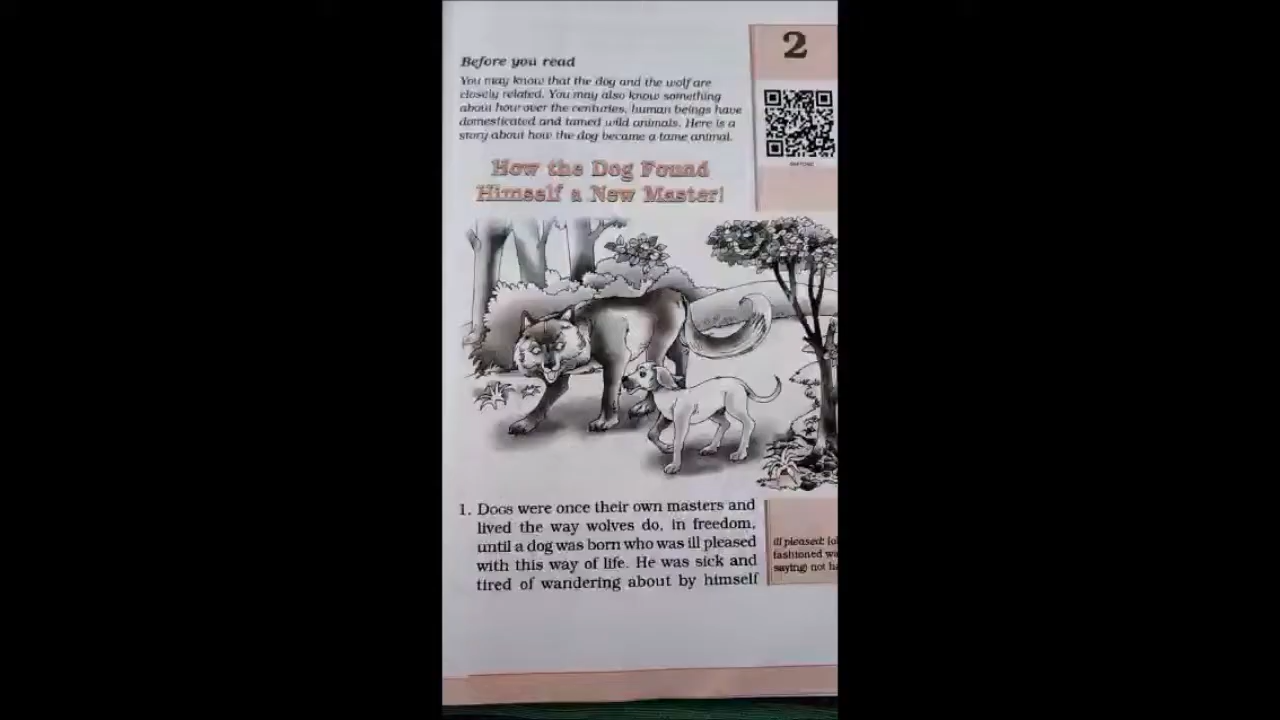 2
Before you read
You may know that the dog and the wolf are
closely related. You may also know something
about how over the centuries, human beings have
domesticated and tamed wild animals. Here is a
story about how the dog became a tame animal.
How the Dog Found
Himself a New Master!
1. DOGS were once their own masters and
lived the way wolves do, in freedom,
until a dog was born who was ill pleased
with this way of life. He was sick and
tired of wandering about by himself
ill pleased: (ol
fashioned wa
saying) not ha